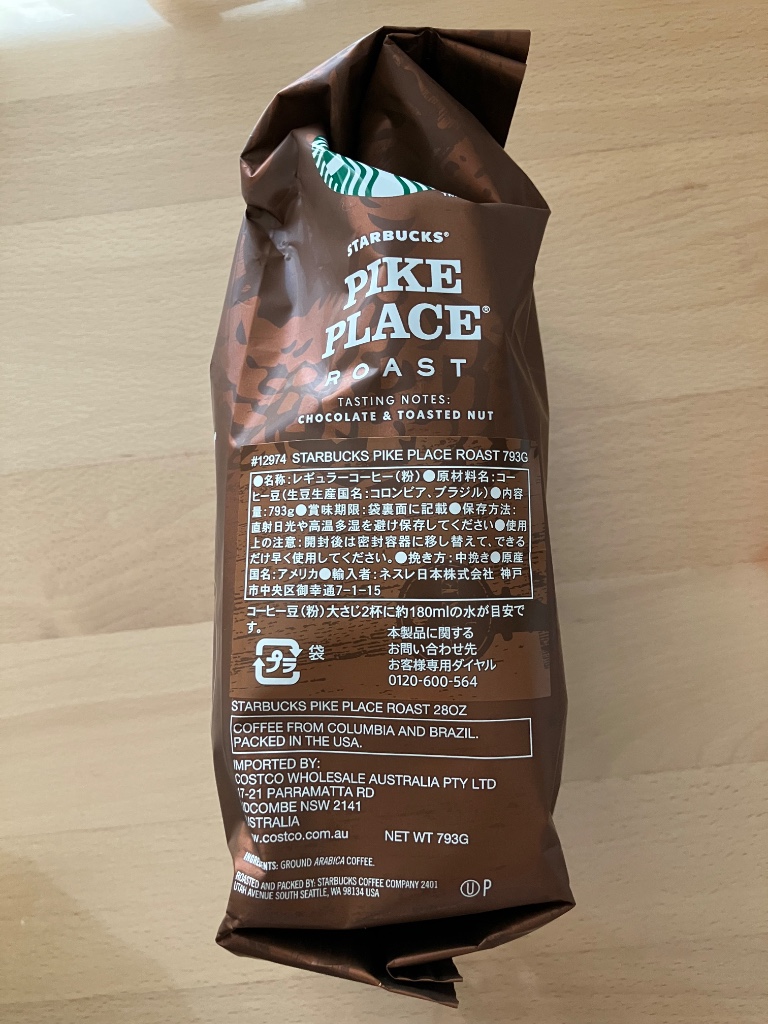 STARBUCKS®
PIKE
PLACE®
ROAST
TASTING NOTES:
CHOCOLATE & TOASTED NUT
#12974 STARBUCKS PIKE PLACE ROAST 793G
●名称:レギュラーコーヒー(粉)●原材料名:コー
ヒー豆(生豆生産国名:コロンビア、ブラジル)●内容
量:793g●賞味期限:袋裏面に記載●保存方法:
直射日光や高温多湿を避け保存してください●使用
上の注意:開封後は密封容器に移し替えて、できる
だけ早く使用してください。●挽き方:中挽き●原産
国名:アメリカ●輸入者:ネスレ日本株式会社 神戸
市中央区御幸通7-1-15
コーヒー豆(粉)大さじ2杯に約180mlの水が目安で
す。
プラ 袋
本製品に関する
お問い合わせ先
お客様専用ダイヤル
0120-600-564
STARBUCKS PIKE PLACE ROAST 28OZ
COFFEE FROM COLUMBIA AND BRAZIL.
PACKED IN THE USA.
IMPORTED BY:
COSTCO WHOLESALE AUSTRALIA PTY LTD
17-21 PARRAMATTA RD
IDCOMBE NSW 2141
ISTRALIA
w.costco.com.au NET WT 793G
INGREDIENTS: GROUND ARABICA COFFEE.
ROASTED AND PACKED BY: STARBUCKS COFFEE COMPANY 2401
UTAH AVENUE SOUTH SEATTLE, WA 98134 USA
Ⓤ P